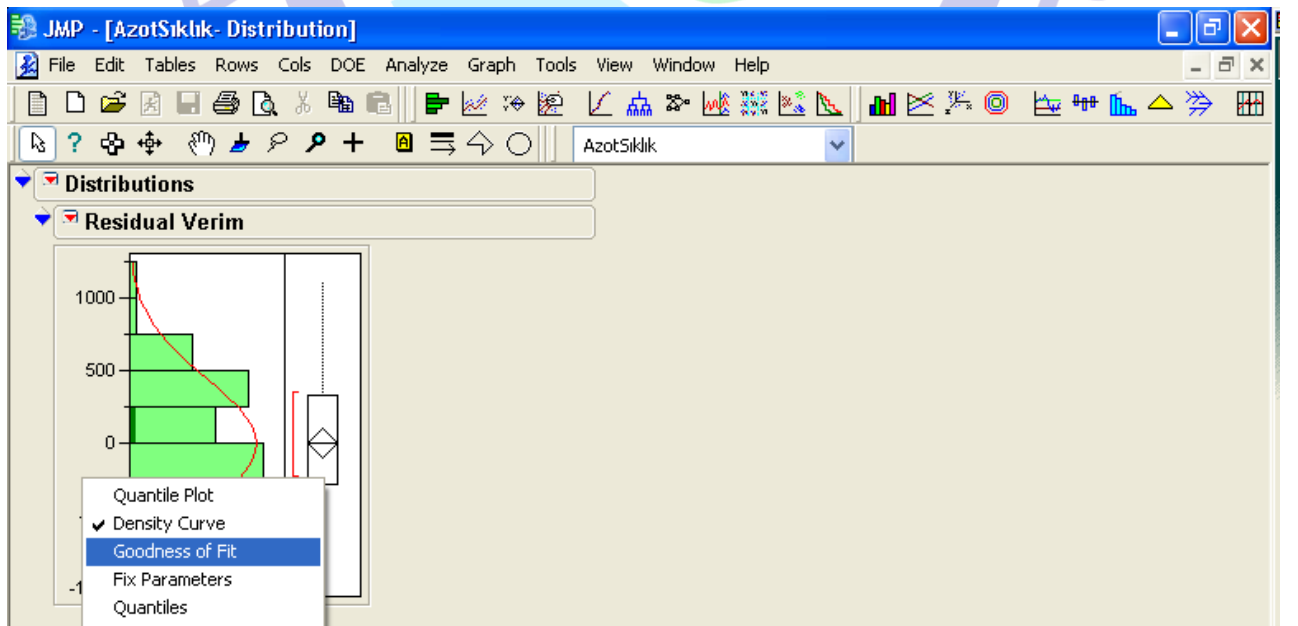 JMP - [AzotSıklık- Distribution]
File Edit Tables Rows Cols DOE Analyze Graph Tools View Window Help
AzotSıklık
Distributions
Residual Verim
1000
500
0
Quantile Plot
Density Curve
Goodness of Fit
Fix Parameters
-1
Quantiles